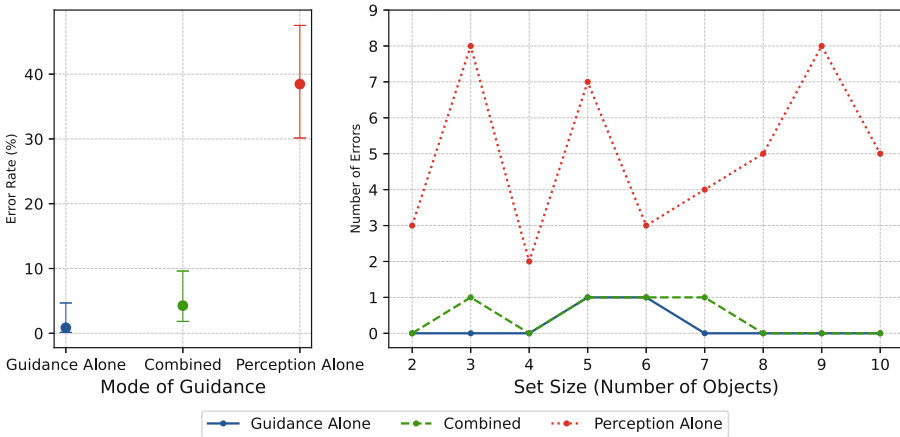 Error Rate (%)
40
30
20
10
0
Guidance Alone Combined Perception Alone
Mode of Guidance
Number of Errors
9
8
7
6
5
4
3
2
1
0
2 3 4 5 6 7 8 9 10
Set Size (Number of Objects)
Guidance Alone Combined Perception Alone